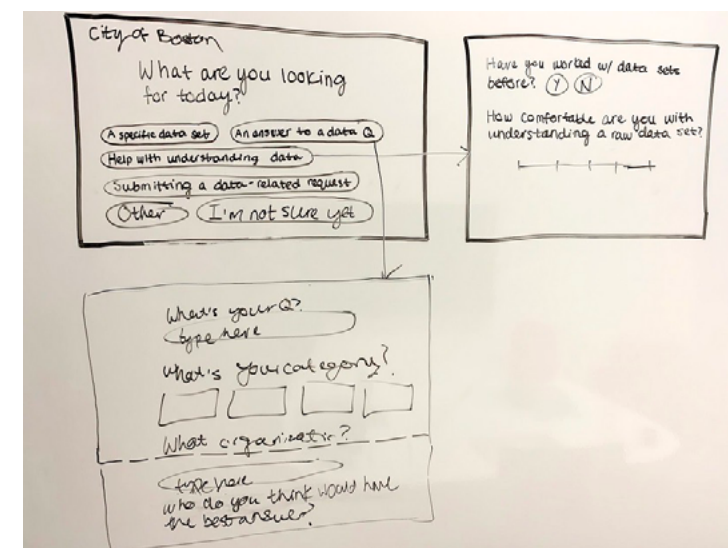 City of Boston
What are you looking
for today?
A specific data set
An answer to a data Q
Help with understanding data
Submitting a data-related request
Other
I'm not sure yet
Have you worked w/ data sets
before? Y N
How comfortable are you with
understanding a raw data set?
What's your Q?
type here
What's your category?
What organization?
type here
who do you think would have
the best answer?